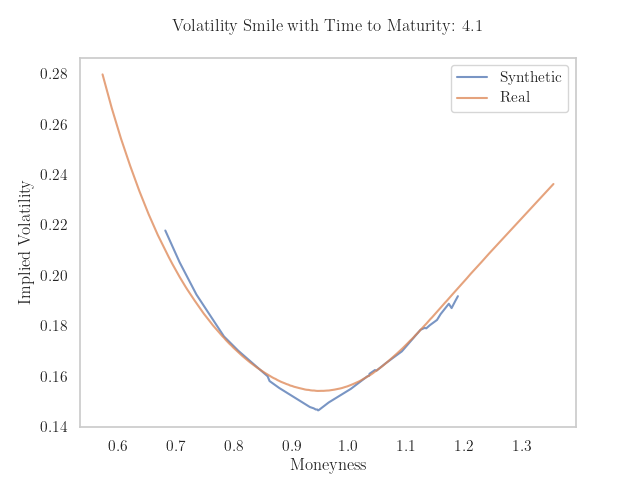 Volatility Smile with Time to Maturity: 4.1
Synthetic
Real
0.28
0.26
0.24
0.22
0.20
0.18
0.16
0.14
Implied Volatility
0.6 0.7 0.8 0.9 1.0 1.1 1.2 1.3
Moneyness